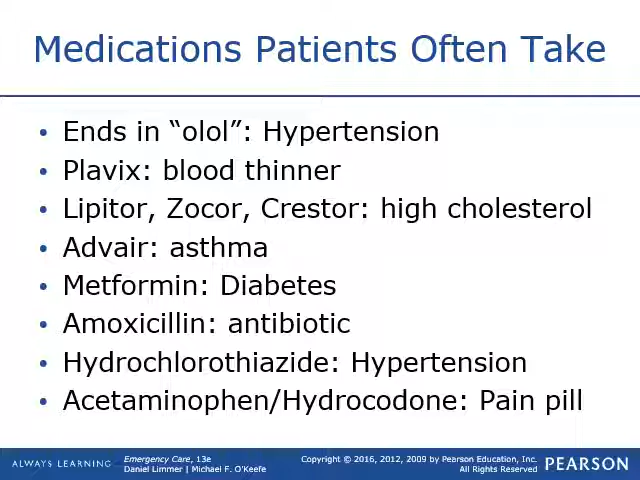 Medications Patients Often Take
• Ends in “olol”: Hypertension
• Plavix: blood thinner
• Lipitor, Zocor, Crestor: high cholesterol
• Advair: asthma
• Metformin: Diabetes
• Amoxicillin: antibiotic
• Hydrochlorothiazide: Hypertension
• Acetaminophen/Hydrocodone: Pain pill
ALWAYS LEARNING
Emergency Care, 13e
Daniel Limmer | Michael F. O'Keefe
Copyright © 2016, 2012, 2009 by Pearson Education, Inc.
All Rights Reserved
PEARSON